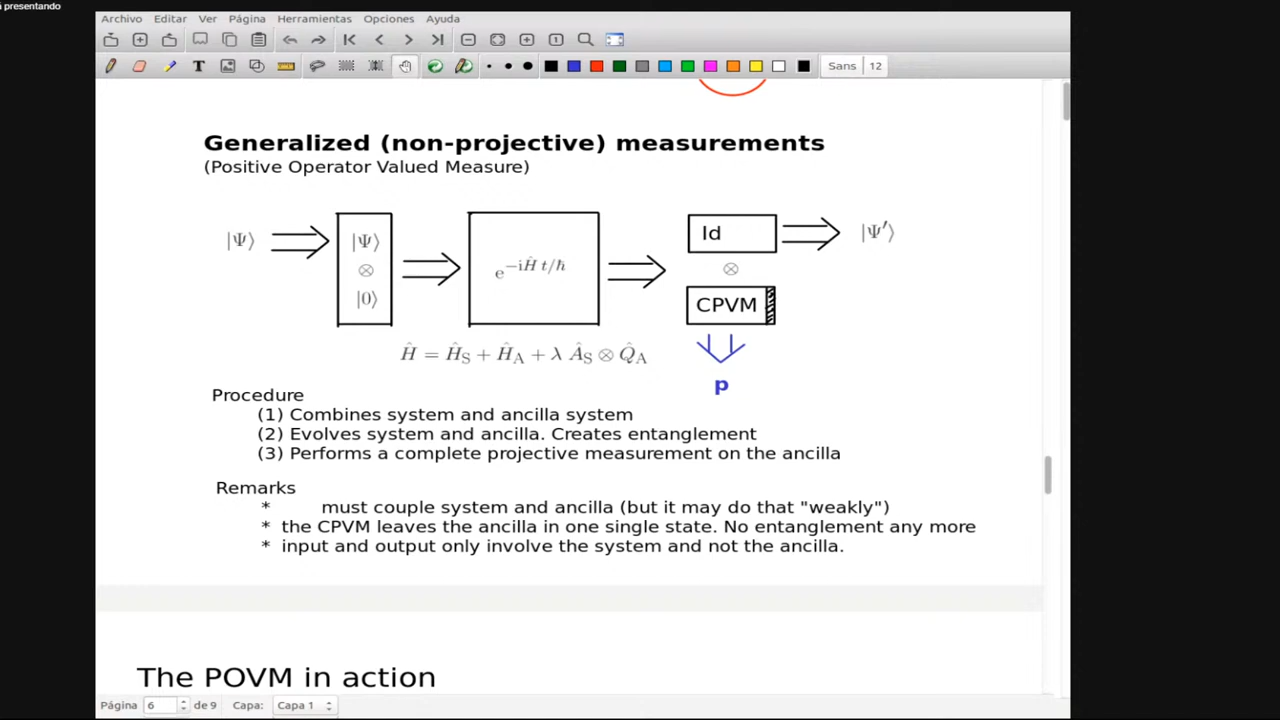 presentando
Archivo Editar Ver Página Herramientas Opciones Ayuda
T Sans 12
Generalized (non-projective) measurements
(Positive Operator Valued Measure)
|Ψ⟩ |Ψ⟩ ⊗ |0⟩ e^{-iĤt/ħ} Id ⊗ CPVM |Ψ′⟩
Ĥ = Ĥ_S + Ĥ_A + λ Â_S ⊗ Q̂_A
p
Procedure
(1) Combines system and ancilla system
(2) Evolves system and ancilla. Creates entanglement
(3) Performs a complete projective measurement on the ancilla
Remarks
* must couple system and ancilla (but it may do that "weakly")
* the CPVM leaves the ancilla in one single state. No entanglement any more
* input and output only involve the system and not the ancilla.
The POVM in action
Página 6 de 9 Capa: Capa 1